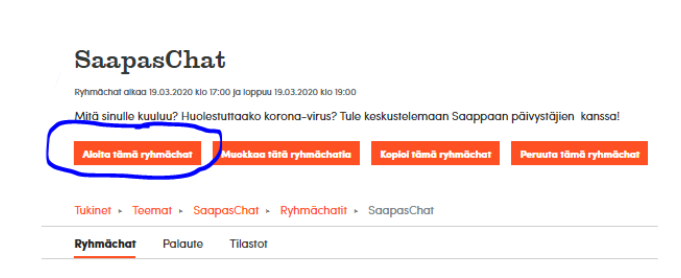 SaapasChat
Ryhmächat alkaa 19.03.2020 klo 17:00 ja loppuu 19.03.2020 klo 19:00
Mitä sinulle kuuluu? Huolestuttaako korona-virus? Tule keskustelemaan Saappaan päivystäjien kanssa!
Aloita tämä ryhmächat Muokkaa tätä ryhmächatia Kopioi tämä ryhmächat Peruuta tämä ryhmächat
Tukinet ▸ Teemat ▸ SaapasChat ▸ Ryhmächatit ▸ SaapasChat
Ryhmächat Palaute Tilastot